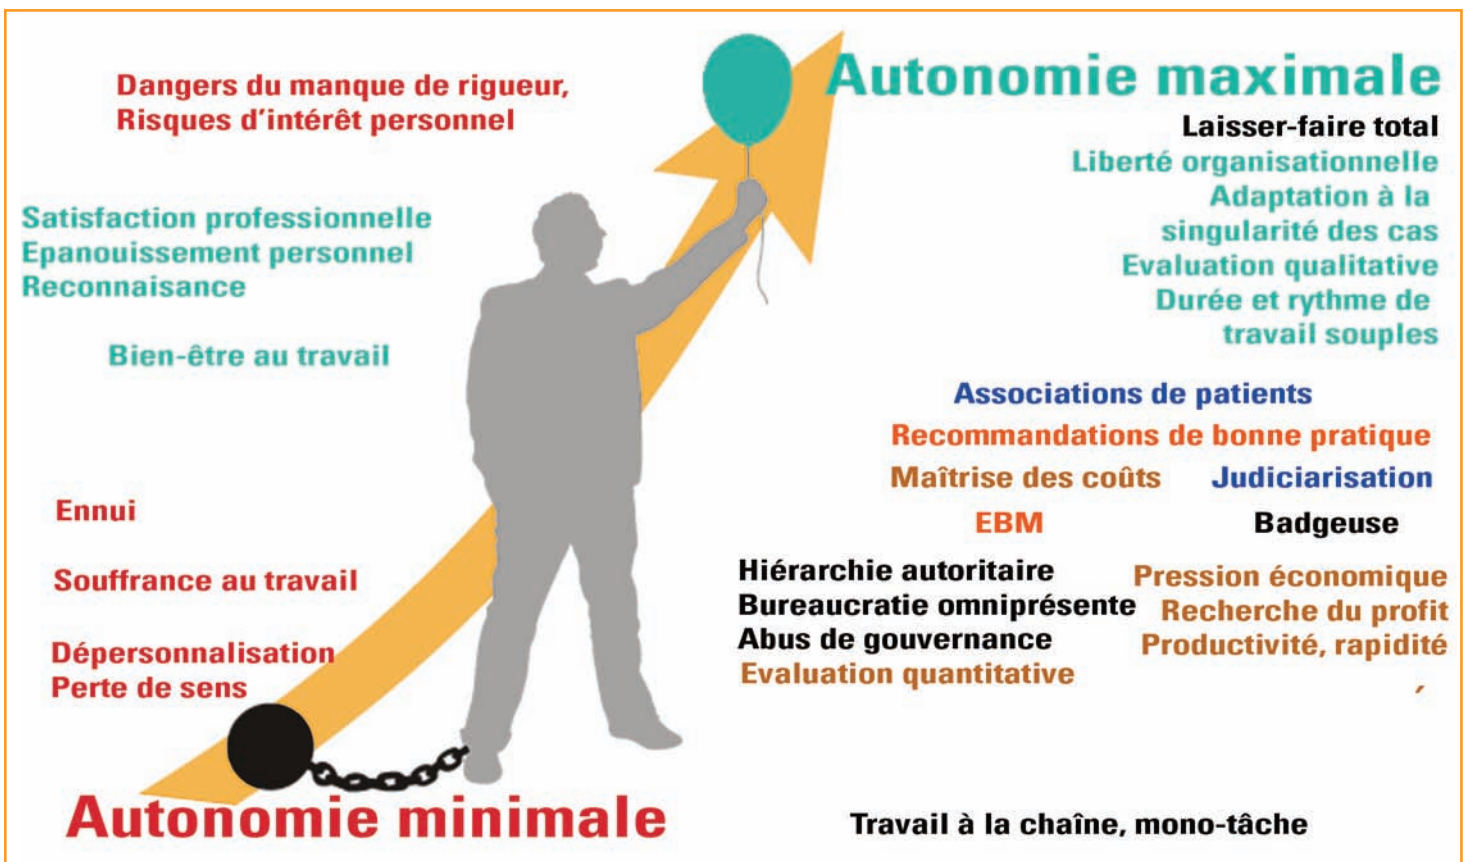 Dangers du manque de rigueur,
Risques d'intérêt personnel
Satisfaction professionnelle
Epanouissement personnel
Reconnaisance
Bien-être au travail
Ennui
Souffrance au travail
Dépersonnalisation
Perte de sens
Autonomie minimale
Autonomie maximale
Laisser-faire total
Liberté organisationnelle
Adaptation à la
singularité des cas
Evaluation qualitative
Durée et rythme de
travail souples
Associations de patients
Recommandations de bonne pratique
Maîtrise des coûts
Judiciarisation
EBM
Badgeuse
Hiérarchie autoritaire
Bureaucratie omniprésente
Abus de gouvernance
Evaluation quantitative
Pression économique
Recherche du profit
Productivité, rapidité
Travail à la chaîne, mono-tâche